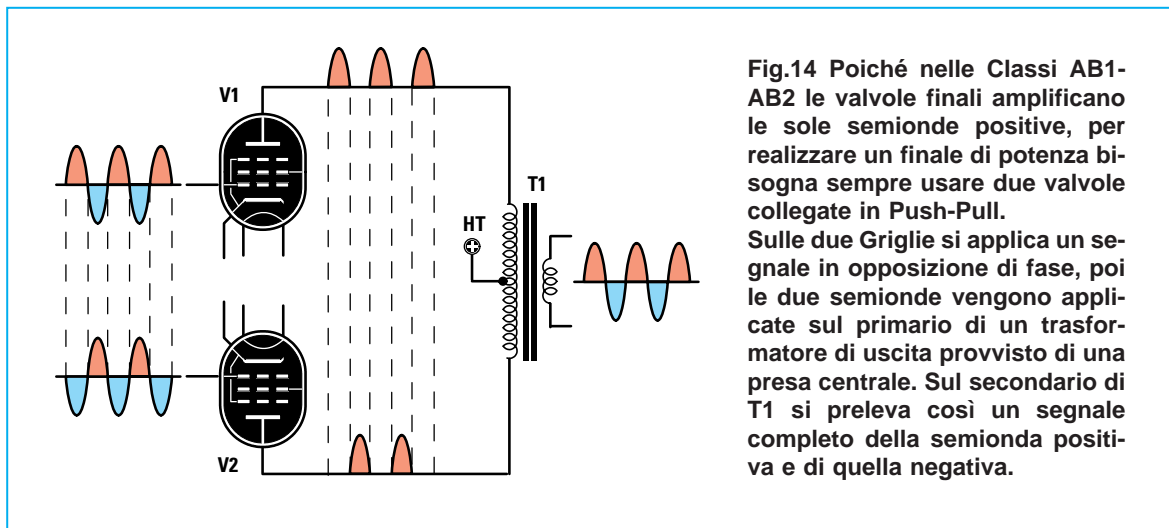 V1
HT
T1
V2
Fig.14 Poiché nelle Classi AB1-
AB2 le valvole finali amplificano
le sole semionde positive, per
realizzare un finale di potenza bi-
sogna sempre usare due valvole
collegate in Push-Pull.
Sulle due Griglie si applica un se-
gnale in opposizione di fase, poi
le due semionde vengono appli-
cate sul primario di un trasfor-
matore di uscita provvisto di una
presa centrale. Sul secondario di
T1 si preleva così un segnale
completo della semionda positi-
va e di quella negativa.